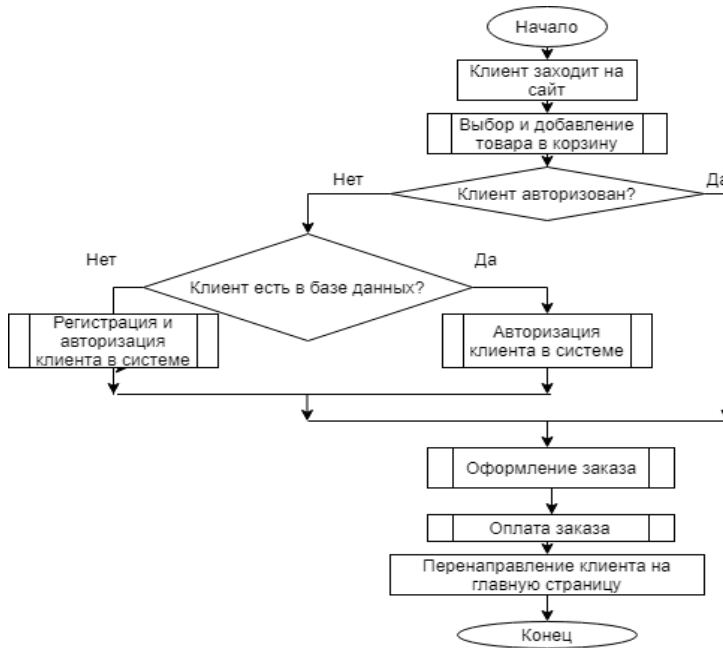 Начало
Клиент заходит на
сайт
Выбор и добавление
товара в корзину
Нет
Клиент авторизован?
Да
Нет
Клиент есть в базе данных?
Да
Регистрация и
авторизация
клиента в системе
Авторизация
клиента в системе
Оформление заказа
Оплата заказа
Перенаправление клиента на
главную страницу
Конец